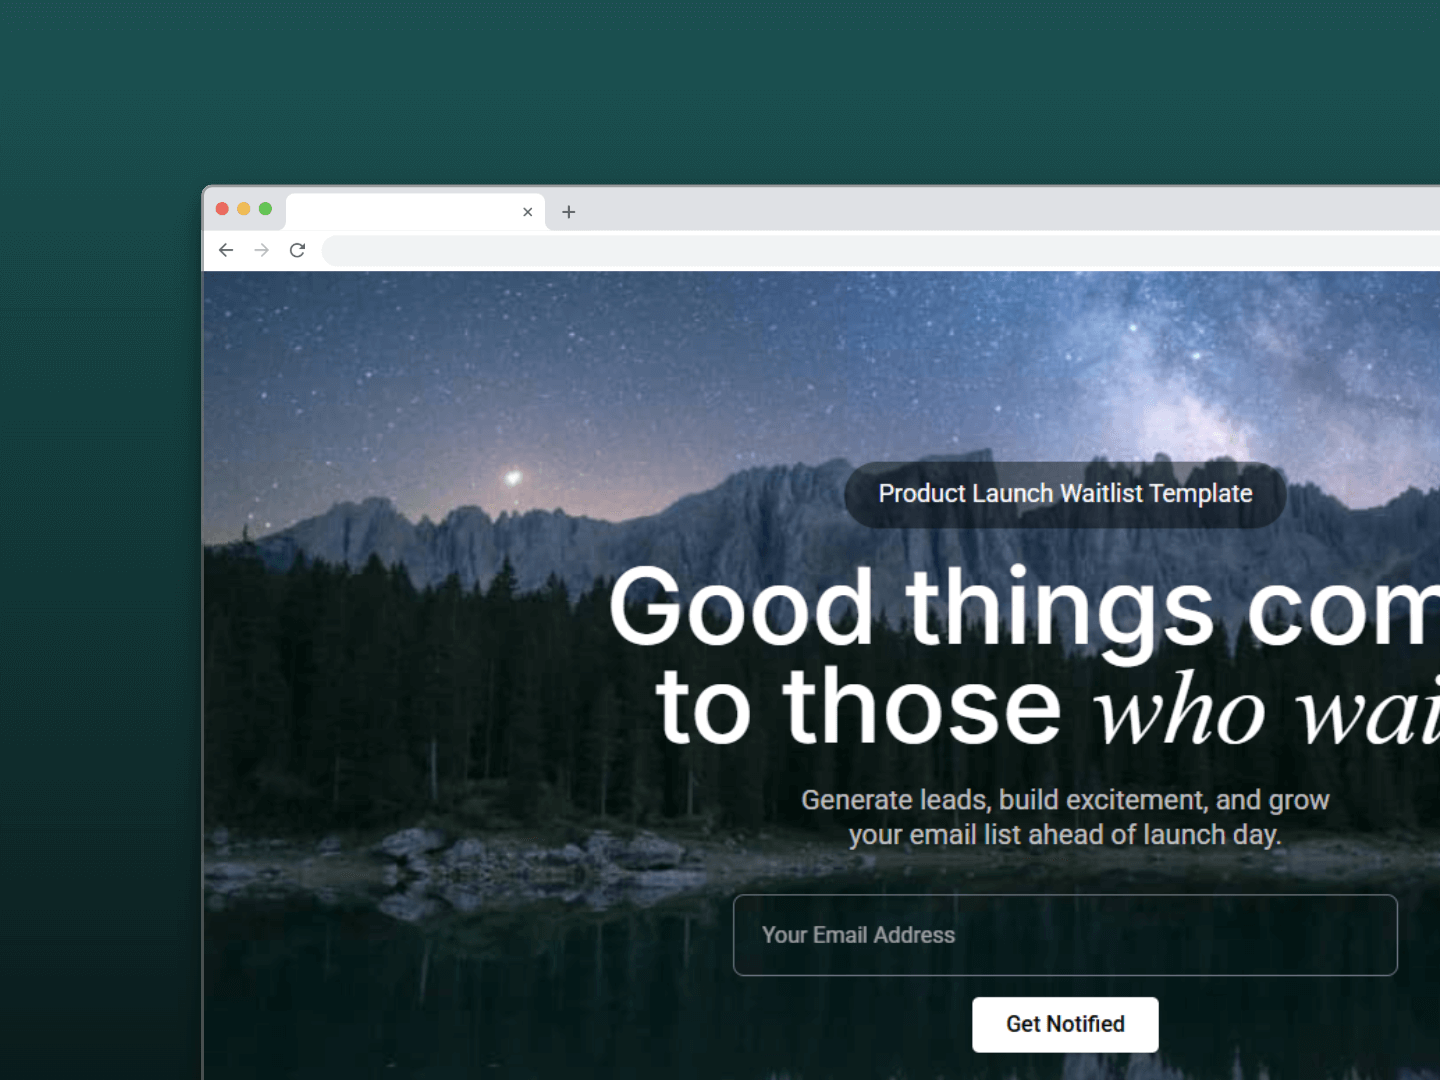 Product Launch Waitlist Template
Good things com
to those who wai
Generate leads, build excitement, and grow
your email list ahead of launch day.
Your Email Address
Get Notified